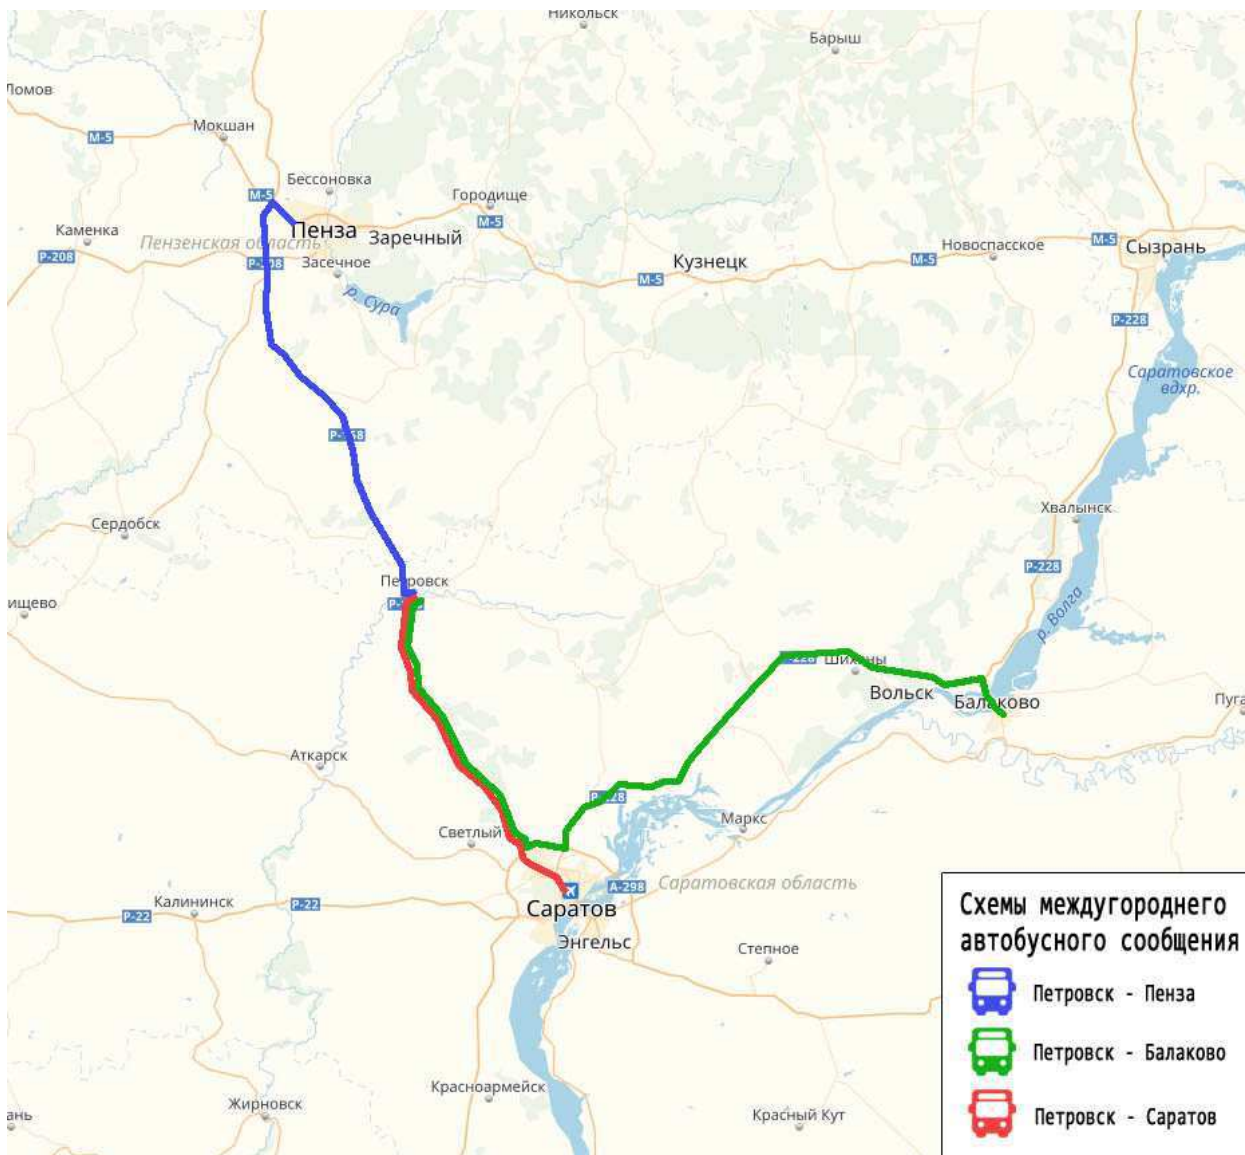 Никольск
Барыш
Ломов
Мокшан
М-5
Бессоновка
М-5
Городище
Пенза
Заречный
М-5
Каменка
Пензенская область
Новоспасское
М-5
Сызрань
Р-208
Засечное
Кузнецк
М-5
М-5
р. Сура
Р-228
Саратовское
вдхр.
Сердобск
Хвалынск
Р-228
Петровск
ищево
р. Волга
Шиханы
Вольск
Балаково
Пуга
Аткарск
Р-228
Маркс
Светлый
А-298
Саратовская область
Калининск
Р-22
Р-22
Саратов
Энгельс
Степное
Красноармейск
Жирновск
Красный Кут
ань
Схемы междугороднего
автобусного сообщения
Петровск - Пенза
Петровск - Балаково
Петровск - Саратов